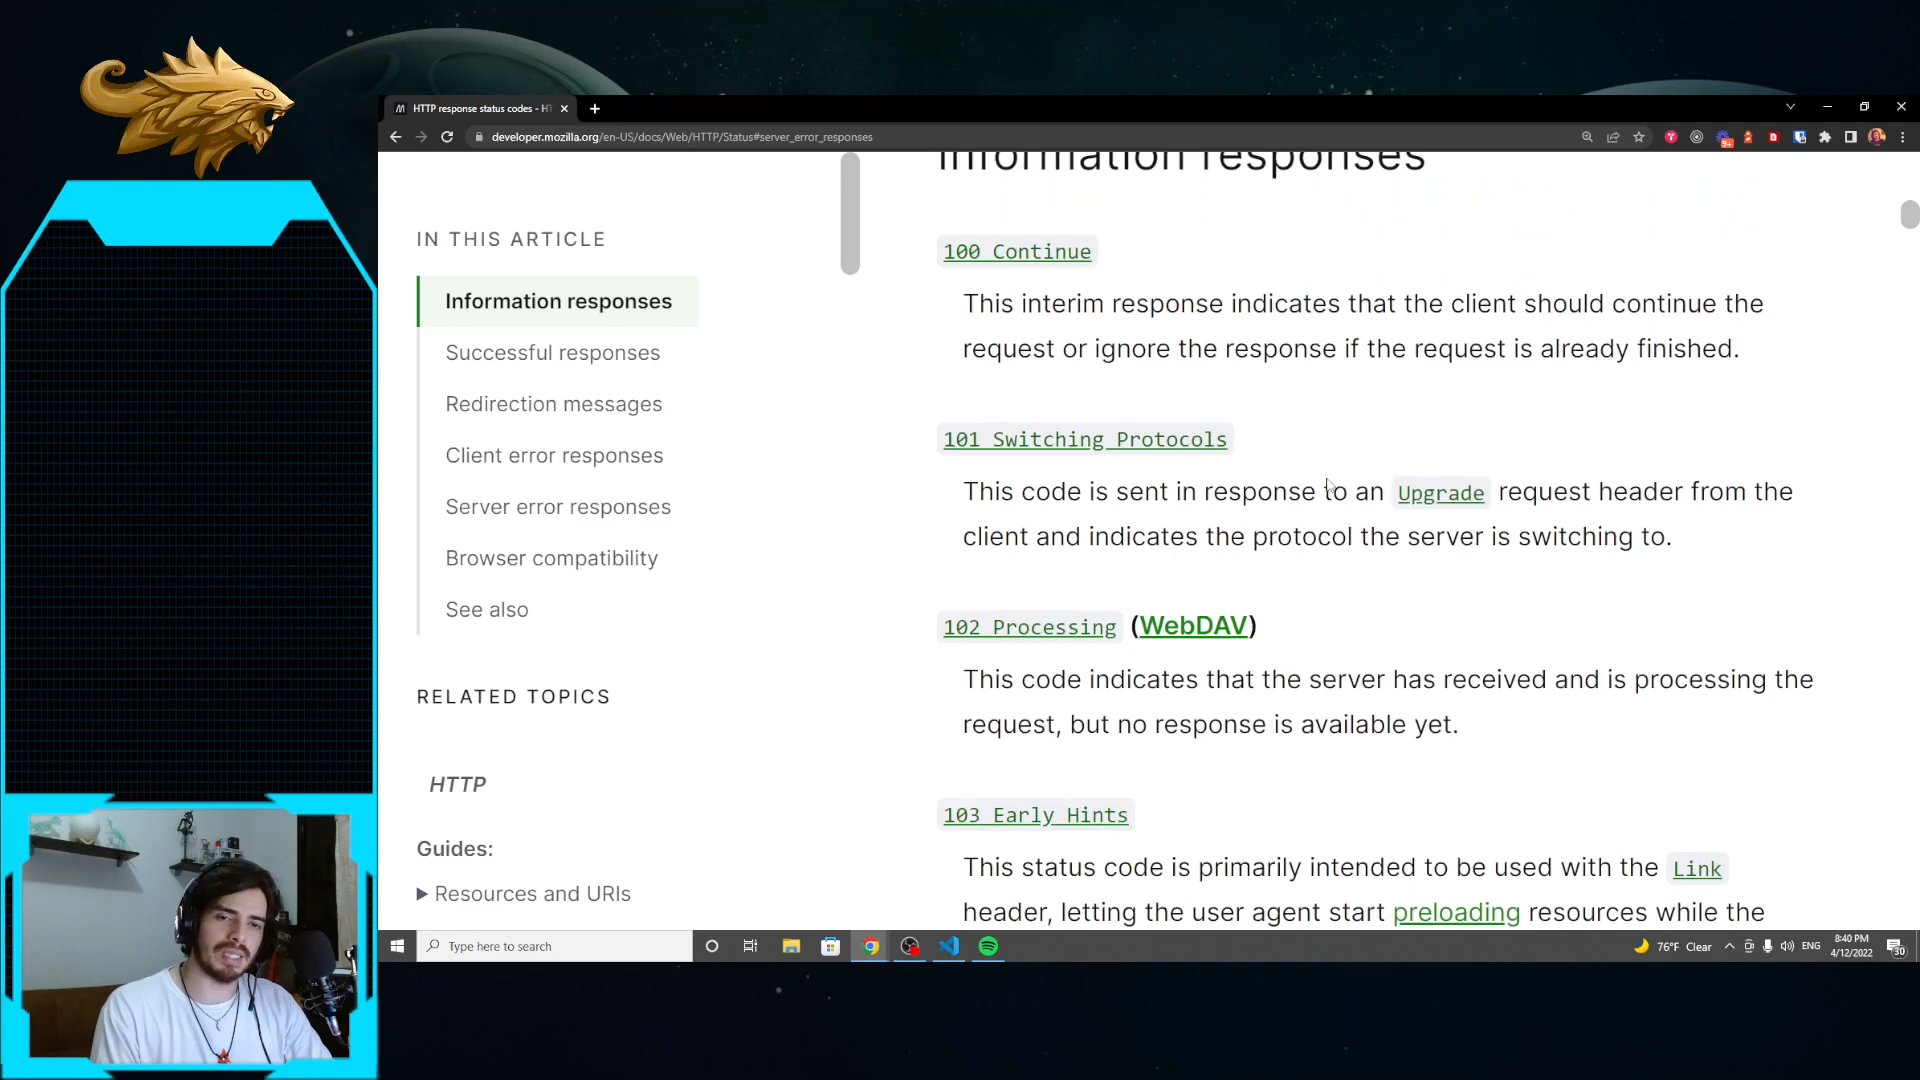 HTTP response status codes - HT
developer.mozilla.org/en-US/docs/Web/HTTP/Status#server_error_responses
9+
IN THIS ARTICLE
Information responses
Successful responses
Redirection messages
Client error responses
Server error responses
Browser compatibility
See also
RELATED TOPICS
HTTP
Guides:
Resources and URIs
Information responses
100 Continue
This interim response indicates that the client should continue the
request or ignore the response if the request is already finished.
101 Switching Protocols
This code is sent in response to an Upgrade request header from the
client and indicates the protocol the server is switching to.
102 Processing (WebDAV)
This code indicates that the server has received and is processing the
request, but no response is available yet.
103 Early Hints
This status code is primarily intended to be used with the Link
header, letting the user agent start preloading resources while the
Type here to search
76°F Clear
ENG
8:40 PM
4/12/2022
30